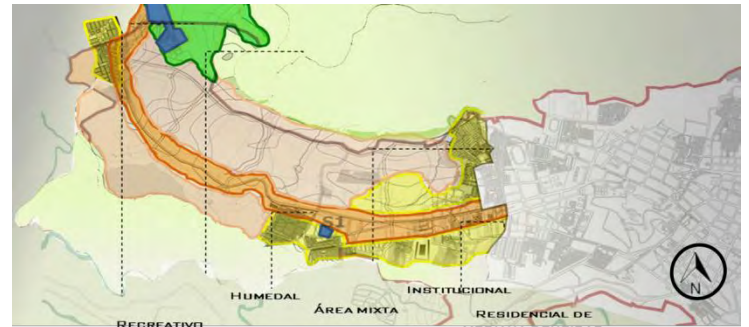 S1
N
HUMEDAL
INSTITUCIONAL
ÁREA MIXTA
RESIDENCIAL DE
RECREATIVO